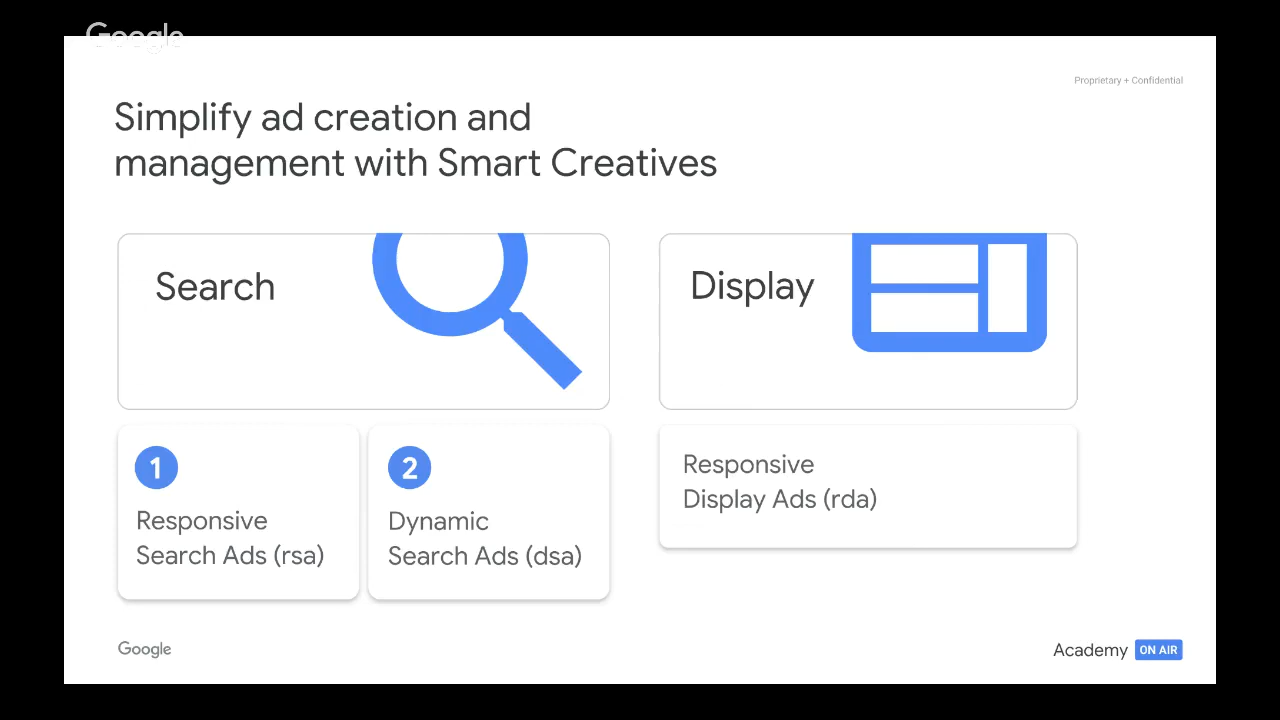 Google
Proprietary + Confidential
Simplify ad creation and
management with Smart Creatives
Search
Display
1
Responsive
Search Ads (rsa)
2
Dynamic
Search Ads (dsa)
Responsive
Display Ads (rda)
Google
Academy ON AIR